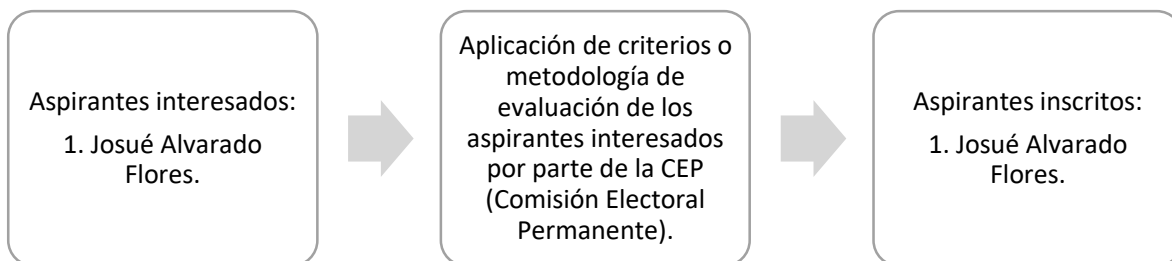 Aspirantes interesados:
1. Josué Alvarado
Flores.
Aplicación de criterios o
metodología de
evaluación de los
aspirantes interesados
por parte de la CEP
(Comisión Electoral
Permanente).
Aspirantes inscritos:
1. Josué Alvarado
Flores.